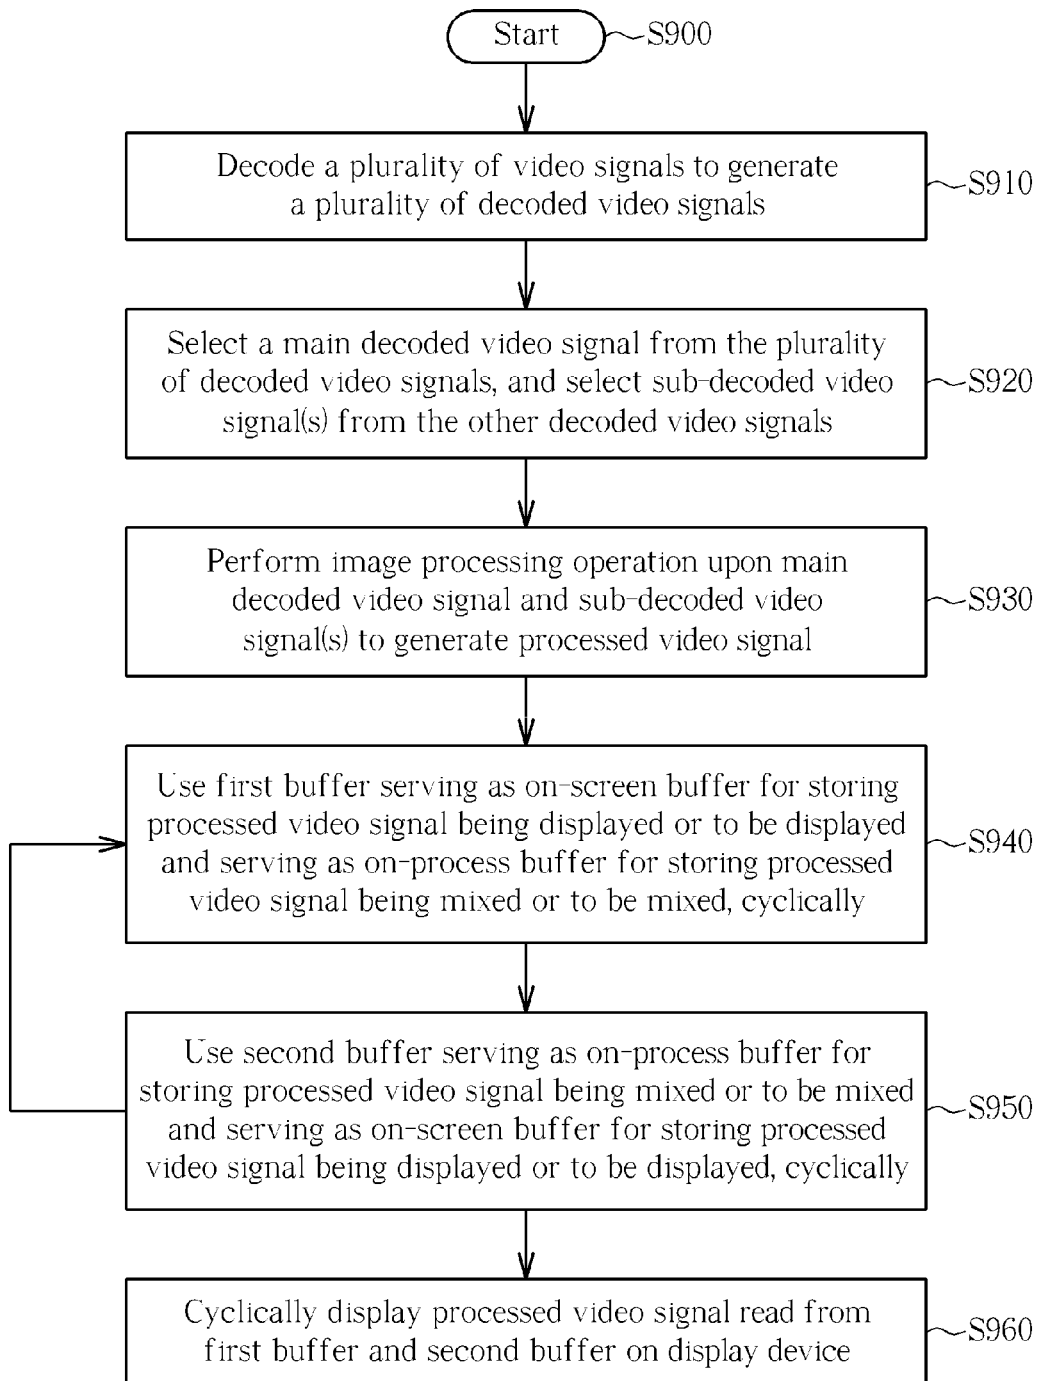 Start
S900
Decode a plurality of video signals to generate
a plurality of decoded video signals
S910
Select a main decoded video signal from the plurality
of decoded video signals, and select sub-decoded video
signal(s) from the other decoded video signals
S920
Perform image processing operation upon main
decoded video signal and sub-decoded video
signal(s) to generate processed video signal
S930
Use first buffer serving as on-screen buffer for storing
processed video signal being displayed or to be displayed
and serving as on-process buffer for storing processed
video signal being mixed or to be mixed, cyclically
S940
Use second buffer serving as on-process buffer for
storing processed video signal being mixed or to be mixed
and serving as on-screen buffer for storing processed
video signal being displayed or to be displayed, cyclically
S950
Cyclically display processed video signal read from
first buffer and second buffer on display device
S960